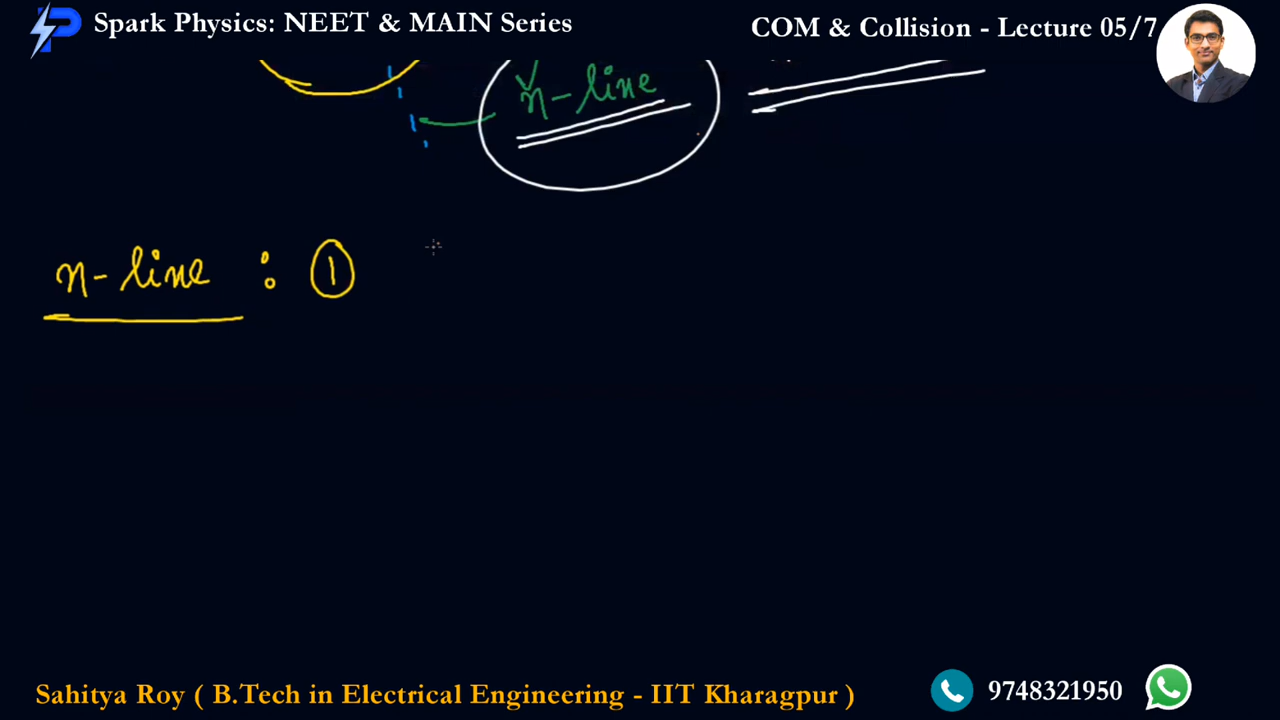 Spark Physics: NEET & MAIN Series
COM & Collision - Lecture 05/7
n-line
n-line : ①
Sahitya Roy ( B.Tech in Electrical Engineering - IIT Kharagpur )
9748321950